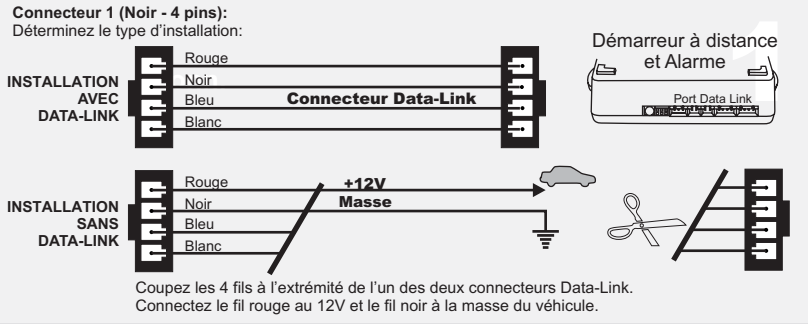 Connecteur 1 (Noir - 4 pins):
Déterminez le type d'installation:
INSTALLATION
AVEC
DATA-LINK
Rouge
Noir
Bleu
Blanc
Connecteur Data-Link
1
Démarreur à distance
et Alarme
Port Data Link
INSTALLATION
SANS
DATA-LINK
Rouge
Noir
Bleu
Blanc
+12V
Masse
Coupez les 4 fils à l'extrémité de l'un des deux connecteurs Data-Link.
Connectez le fil rouge au 12V et le fil noir à la masse du véhicule.